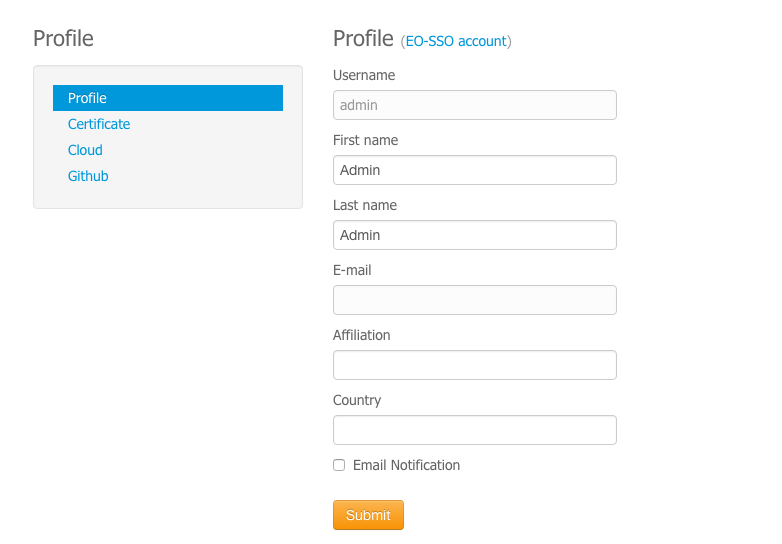 Profile
Profile
Certificate
Cloud
Github
Profile (EO-SSO account)
Username
admin
First name
Admin
Last name
Admin
E-mail
Affiliation
Country
Email Notification
Submit